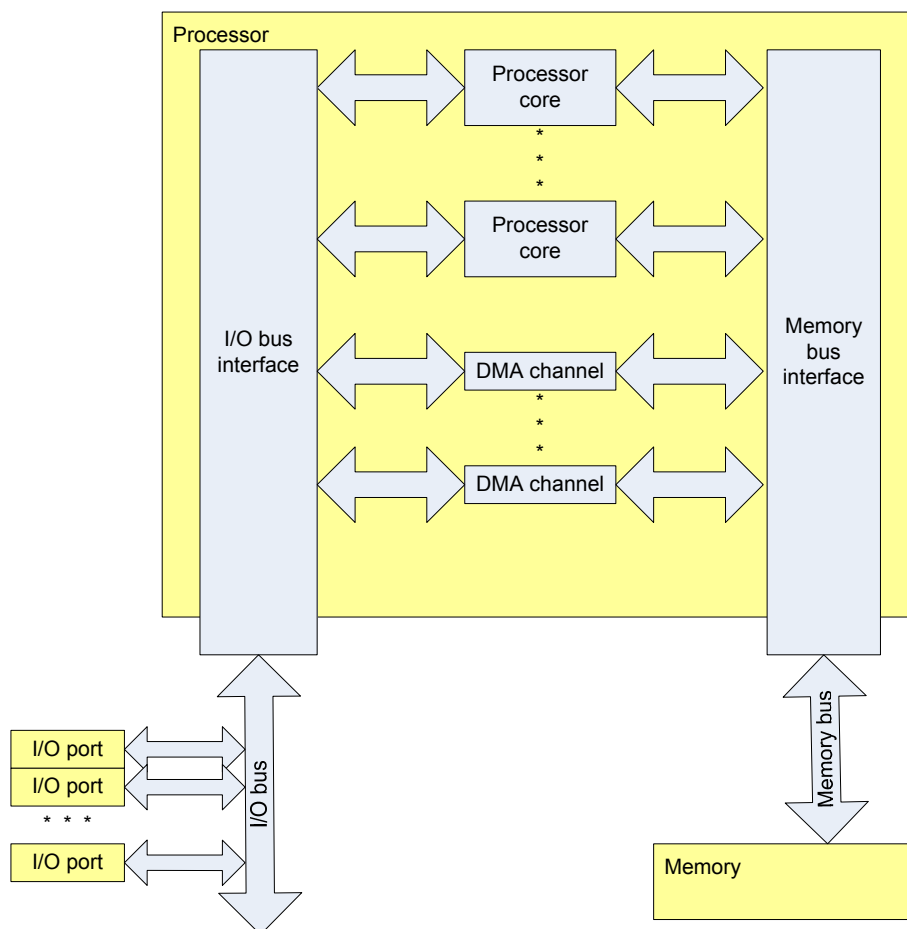 Processor
Processor
core
*
*
*
Processor
core
I/O bus
interface
Memory
bus
interface
DMA channel
*
*
*
DMA channel
I/O port
I/O port
* * *
I/O port
I/O bus
Memory bus
Memory